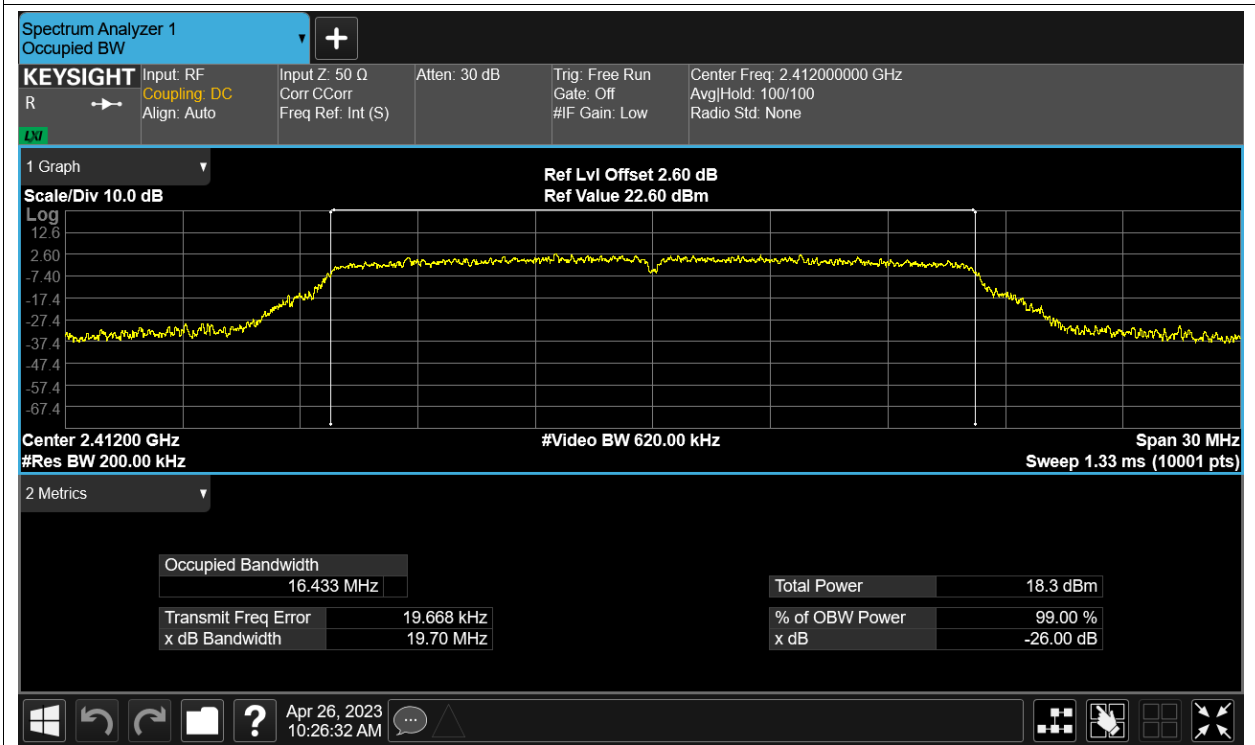 Spectrum Analyzer 1
Occupied BW
KEYSIGHT Input: RF Input Z: 50 Ω Atten: 30 dB Trig: Free Run Center Freq: 2.412000000 GHz
R Coupling: DC Corr CCorr Gate: Off Avg|Hold: 100/100
Align: Auto Freq Ref: Int (S) #IF Gain: Low Radio Std: None
LXI
1 Graph Ref Lvl Offset 2.60 dB
Scale/Div 10.0 dB Ref Value 22.60 dBm
Log
12.6
2.60
-7.40
-17.4
-27.4
-37.4
-47.4
-57.4
-67.4
Center 2.41200 GHz #Video BW 620.00 kHz Span 30 MHz
#Res BW 200.00 kHz Sweep 1.33 ms (10001 pts)
2 Metrics
Occupied Bandwidth
16.433 MHz Total Power 18.3 dBm
Transmit Freq Error 19.668 kHz % of OBW Power 99.00 %
x dB Bandwidth 19.70 MHz x dB -26.00 dB
? Apr 26, 2023
10:26:32 AM